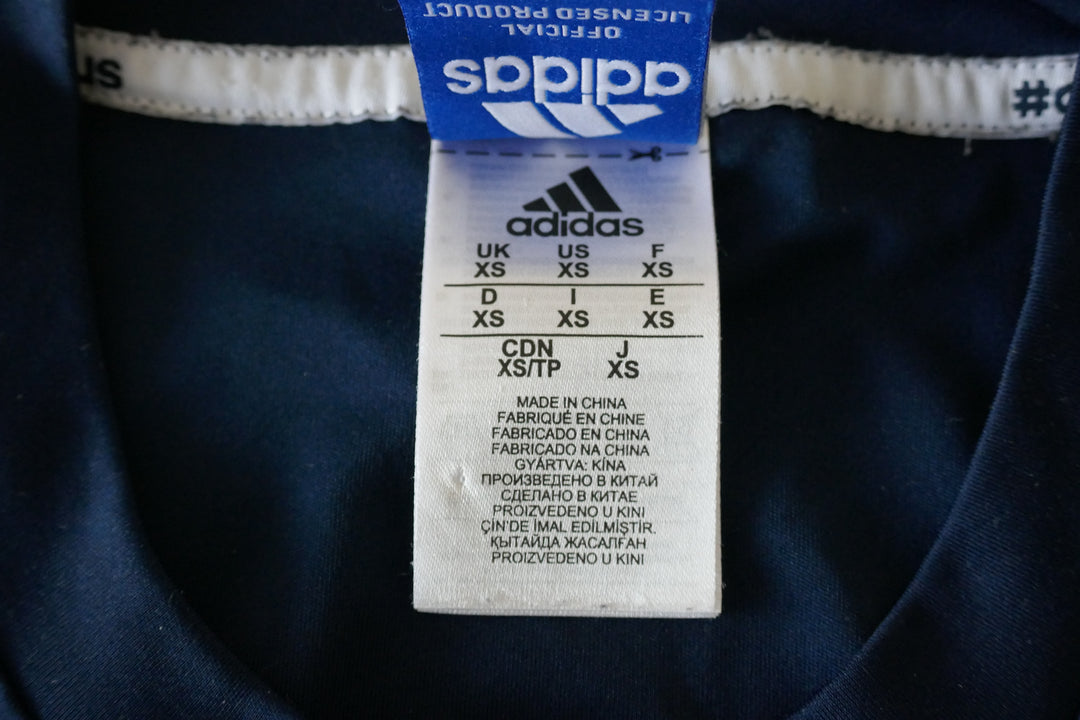 LICENSED PRODUCT
OFFICIAL
adidas
adidas
UK US F
XS XS XS
D I E
XS XS XS
CDN J
XS/TP XS
MADE IN CHINA
FABRIQUÉ EN CHINE
FABRICADO EN CHINA
FABRICADO NA CHINA
GYÁRTVA: KÍNA
ПРОИЗВЕДЕНО В КИТАЙ
СДЕЛАНО В КИТАЕ
PROIZVEDENO U KINI
ÇIN'DE IMAL EDİLMİŞTİR.
ҚЫТАЙДА ЖАСАЛҒАН
PROIZVEDENO U KINI